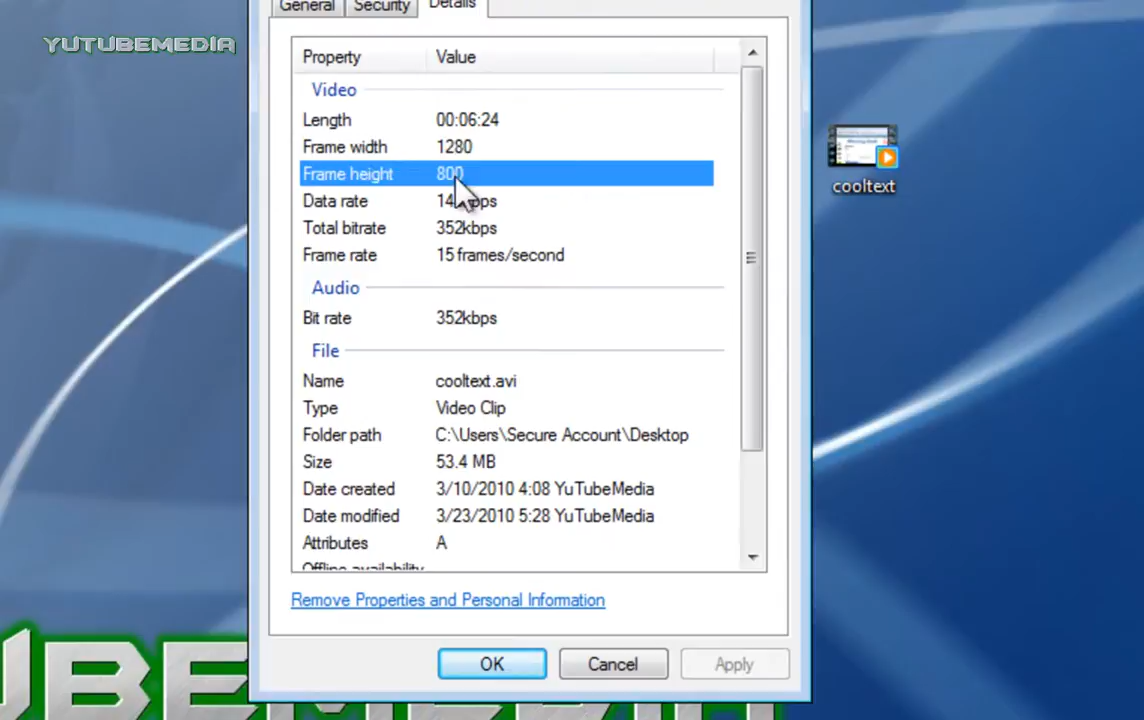 General Security Details
YUTUBEMEDIA
Property Value
Video
Length 00:06:24
Frame width 1280
Frame height 800
Data rate
Total bitrate 352kbps
Frame rate 15 frames/second
Audio
Bit rate 352kbps
File
Name cooltext.avi
Type Video Clip
Folder path C:\Users\Secure Account\Desktop
Size 53.4 MB
Date created 3/10/2010 4:08 YuTubeMedia
Date modified 3/23/2010 5:28 YuTubeMedia
Attributes A
Offline availability
Remove Properties and Personal Information
OK Cancel Apply
cooltext